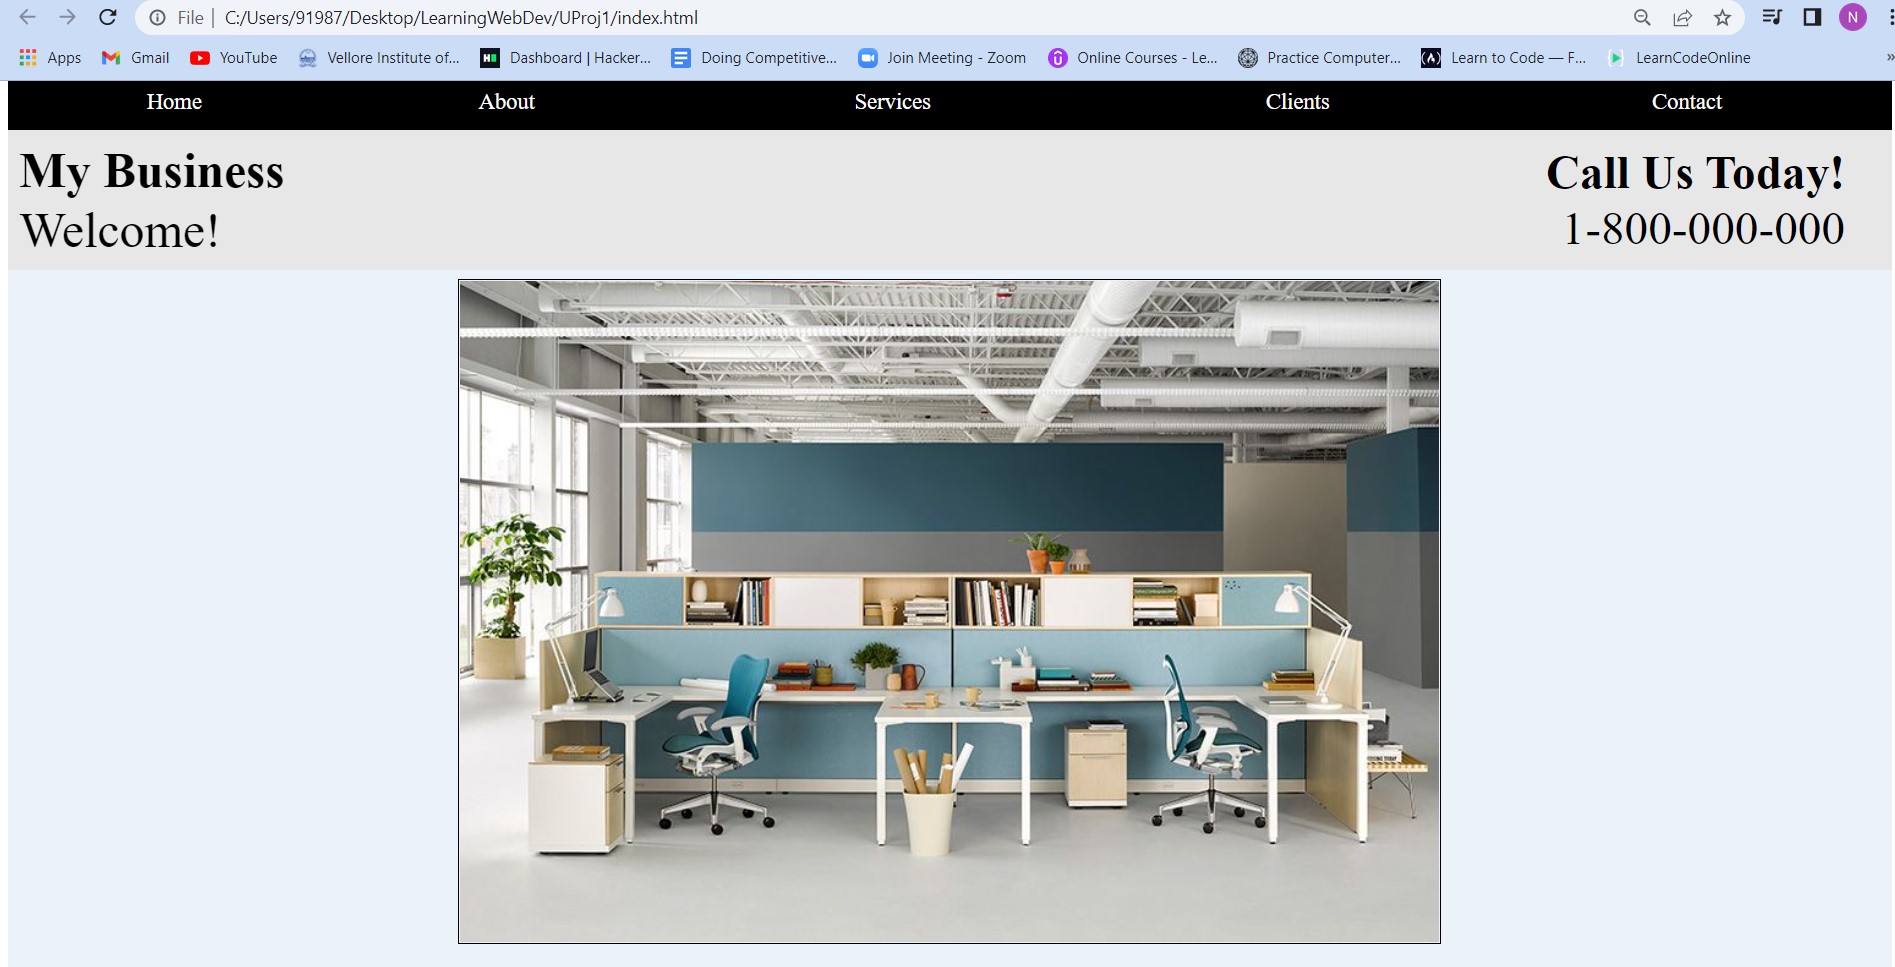 File | C:/Users/91987/Desktop/LearningWebDev/UProj1/index.html N
Apps Gmail YouTube Vellore Institute of... Dashboard | Hacker... Doing Competitive... Join Meeting - Zoom Online Courses - Le... Practice Computer... Learn to Code — F... LearnCodeOnline »
Home About Services Clients Contact
My Business Call Us Today!
Welcome! 1-800-000-000